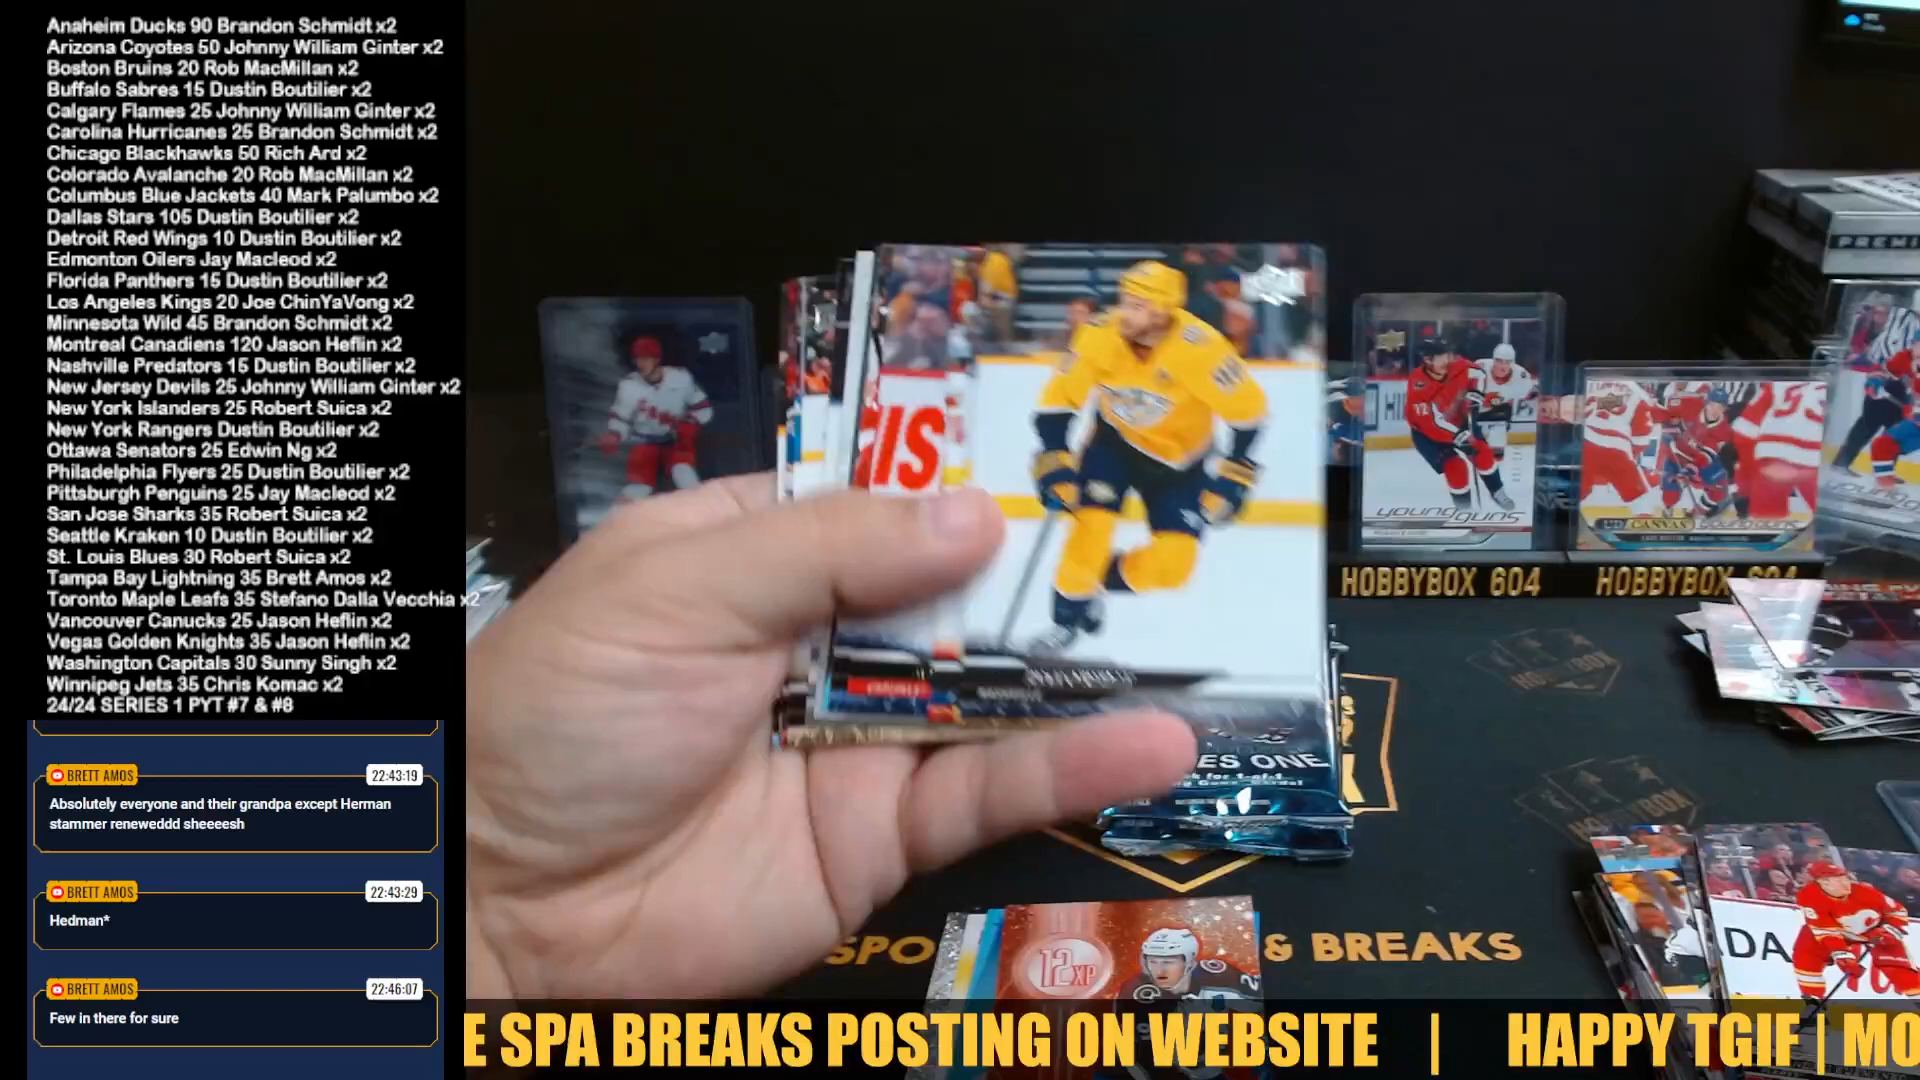 Anaheim Ducks 90 Brandon Schmidt x2
Arizona Coyotes 50 Johnny William Ginter x2
Boston Bruins 20 Rob MacMillan x2
Buffalo Sabres 15 Dustin Boutilier x2
Calgary Flames 25 Johnny William Ginter x2
Carolina Hurricanes 25 Brandon Schmidt x2
Chicago Blackhawks 50 Rich Ard x2
Colorado Avalanche 20 Rob MacMillan x2
Columbus Blue Jackets 40 Mark Palumbo x2
Dallas Stars 105 Dustin Boutilier x2
Detroit Red Wings 10 Dustin Boutilier x2
Edmonton Oilers Jay Macleod x2
Florida Panthers 15 Dustin Boutilier x2
Los Angeles Kings 20 Joe ChinYaVong x2
Minnesota Wild 45 Brandon Schmidt x2
Montreal Canadiens 120 Jason Heflin x2
Nashville Predators 15 Dustin Boutilier x2
New Jersey Devils 25 Johnny William Ginter x2
New York Islanders 25 Robert Suica x2
New York Rangers Dustin Boutilier x2
Ottawa Senators 25 Edwin Ng x2
Philadelphia Flyers 25 Dustin Boutilier x2
Pittsburgh Penguins 25 Jay Macleod x2
San Jose Sharks 35 Robert Suica x2
Seattle Kraken 10 Dustin Boutilier x2
St. Louis Blues 30 Robert Suica x2
Tampa Bay Lightning 35 Brett Amos x2
Toronto Maple Leafs 35 Stefano Dalla Vecchia x2
Vancouver Canucks 25 Jason Heflin x2
Vegas Golden Knights 35 Jason Heflin x2
Washington Capitals 30 Sunny Singh x2
Winnipeg Jets 35 Chris Komac x2
24/24 SERIES 1 PYT #7 & #8
BRETT AMOS 22:43:19
Absolutely everyone and their grandpa except Herman
stammer reneweddd sheeeesh
BRETT AMOS 22:43:29
Hedman*
BRETT AMOS 22:46:07
Few in there for sure
PREMI
IS
young guns
CANVAS
HOBBYBOX 604
HOBBYBOX 604
ES ONE
12XP
DA
SPO & BREAKS
E SPA BREAKS POSTING ON WEBSITE | HAPPY TGIF | MO